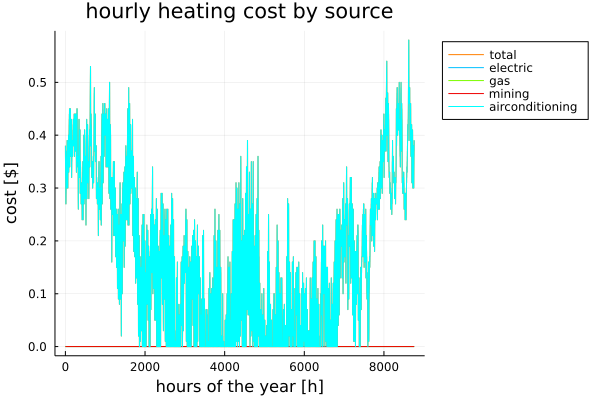 hourly heating cost by source
total
electric
gas
mining
airconditioning
0.5
0.4
0.3
0.2
0.1
0.0
cost [$]
0 2000 4000 6000 8000
hours of the year [h]